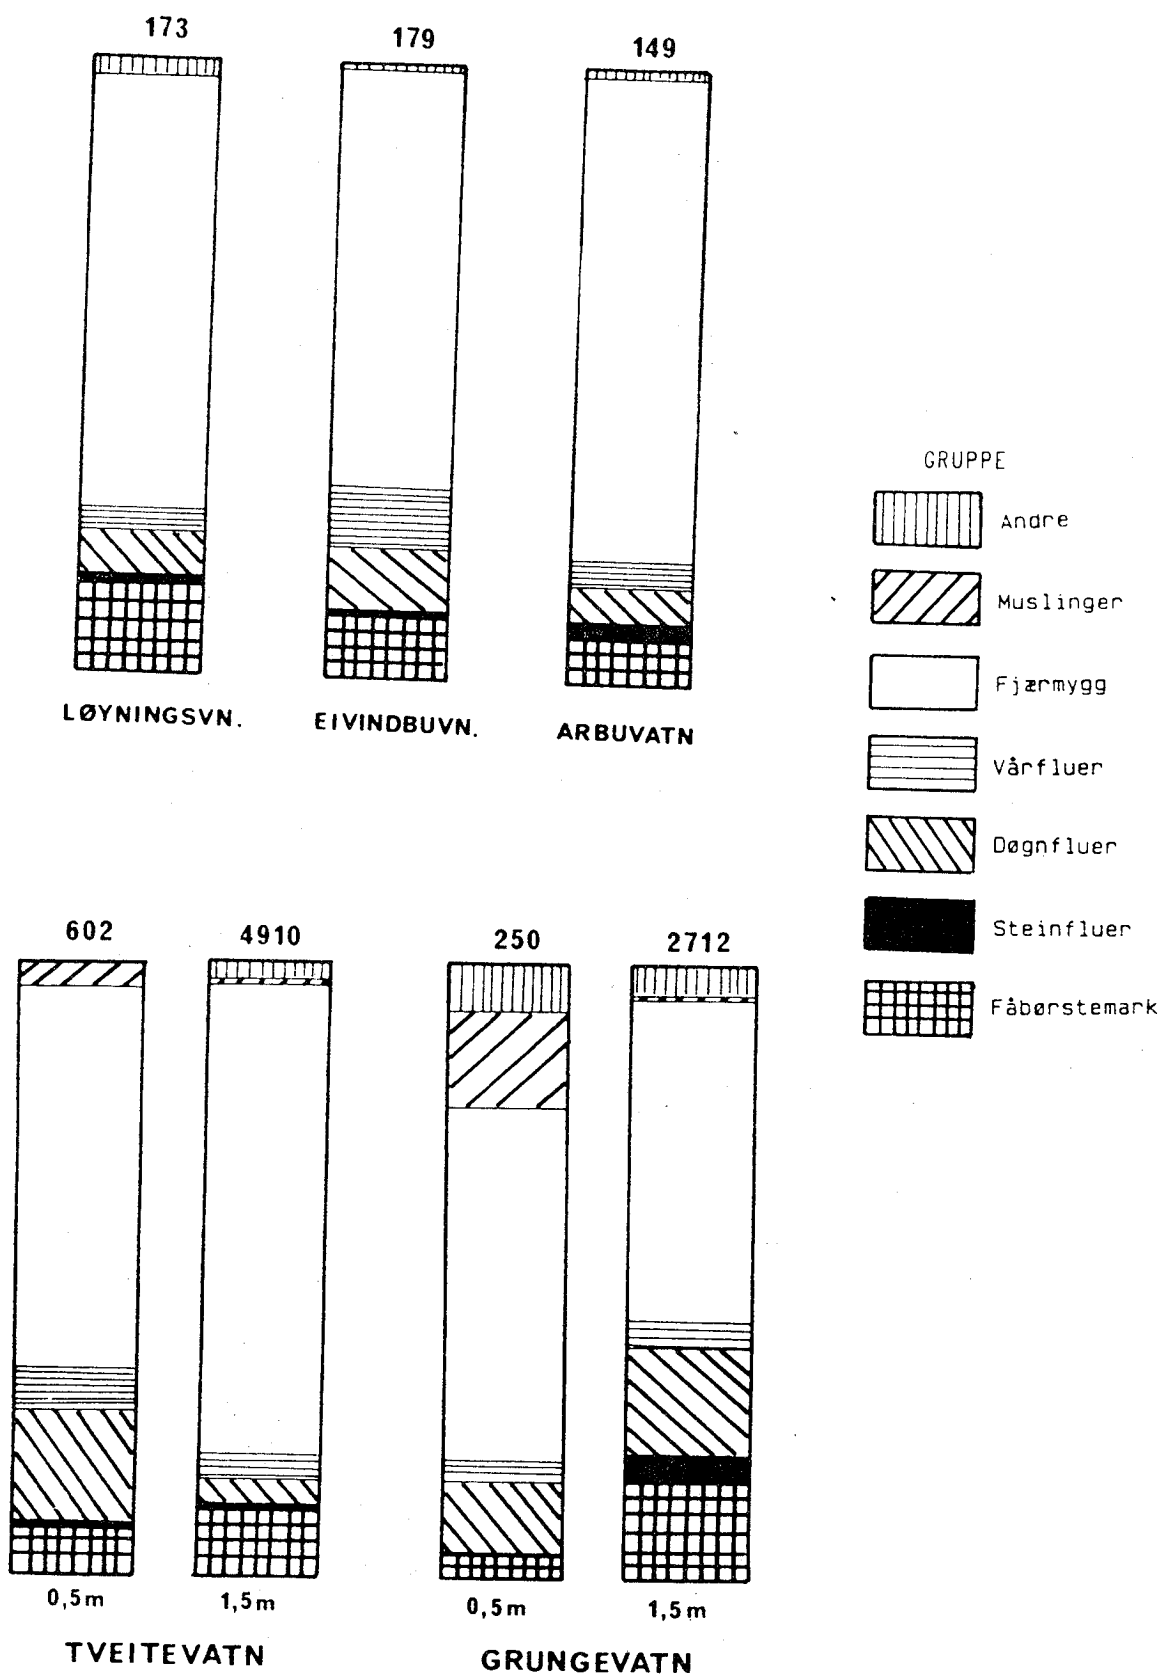 173 179 149
LØYNINGSVN. EIVINDBUVN. ARBUVATN
GRUPPE
Andre
Muslinger
Fjærmygg
Vårfluer
Døgnfluer
Steinfluer
Fåbørstemark
602 4910 250 2712
0,5m 1,5m 0,5m 1,5m
TVEITEVATN GRUNGEVATN